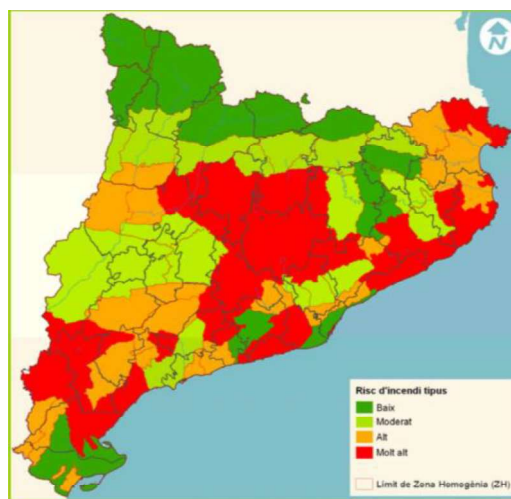 N
Risc d'incendi tipus
Baix
Moderat
Alt
Molt alt
Límit de Zona Homogènia (ZH)